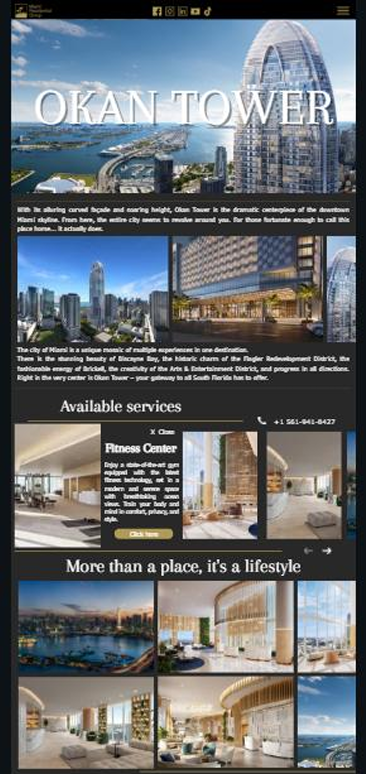 Miami
Residential
Group
OKAN TOWER
With its alluring curved façade and soaring height, Okan Tower is the dramatic centerpiece of the downtown
Miami skyline. From here, the entire city seems to revolve around you. For those fortunate enough to call this
place home... it actually does.
The city of Miami is a unique mosaic of multiple experiences in one destination.
There is the stunning beauty of Biscayne Bay, the historic charm of the Flagler Redevelopment District, the
fashionable energy of Brickell, the creativity of the Arts & Entertainment District, and progress in all directions.
Right in the very center is Okan Tower – your gateway to all South Florida has to offer.
Available services
+1 561-941-8427
X Close
Fitness Center
Enjoy a state-of-the-art gym
equipped with the latest
fitness technology, set in a
modern and serene space
with breathtaking ocean
views. Train your body and
mind in comfort, privacy, and
style.
Click here
More than a place, it's a lifestyle